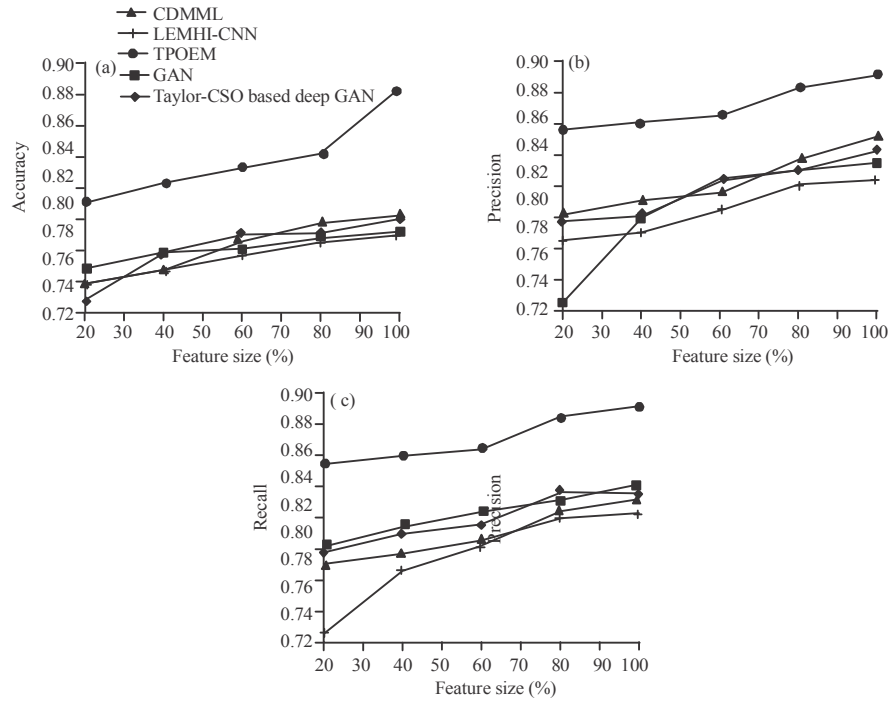 CDMML
LEMHI-CNN
TPOEM
GAN
Taylor-CSO based deep GAN
(a)
0.90
0.88
0.86
0.84
0.82
0.80
0.78
0.76
0.74
0.72
Accuracy
20 30 40 50 60 70 80 90 100
Feature size (%)
(b)
0.90
0.88
0.86
0.84
0.82
0.80
0.78
0.76
0.74
0.72
Precision
20 30 40 50 60 70 80 90 100
Feature size (%)
( c)
0.90
0.88
0.86
0.84
0.82
0.80
0.78
0.76
0.74
0.72
Recall
Precision
20 30 40 50 60 70 80 90 100
Feature size (%)